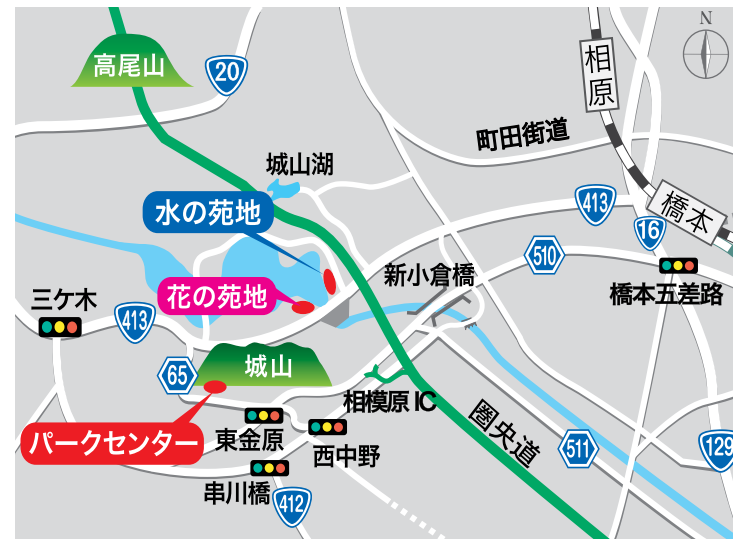 N
高尾山
20
相原
町田街道
城山湖
水の苑地
413
橋本
16
510
新小倉橋
花の苑地
橋本五差路
三ケ木
413
城山
65
相模原IC
パークセンター
東金原
西中野
圏央道
511
129
串川橋
412